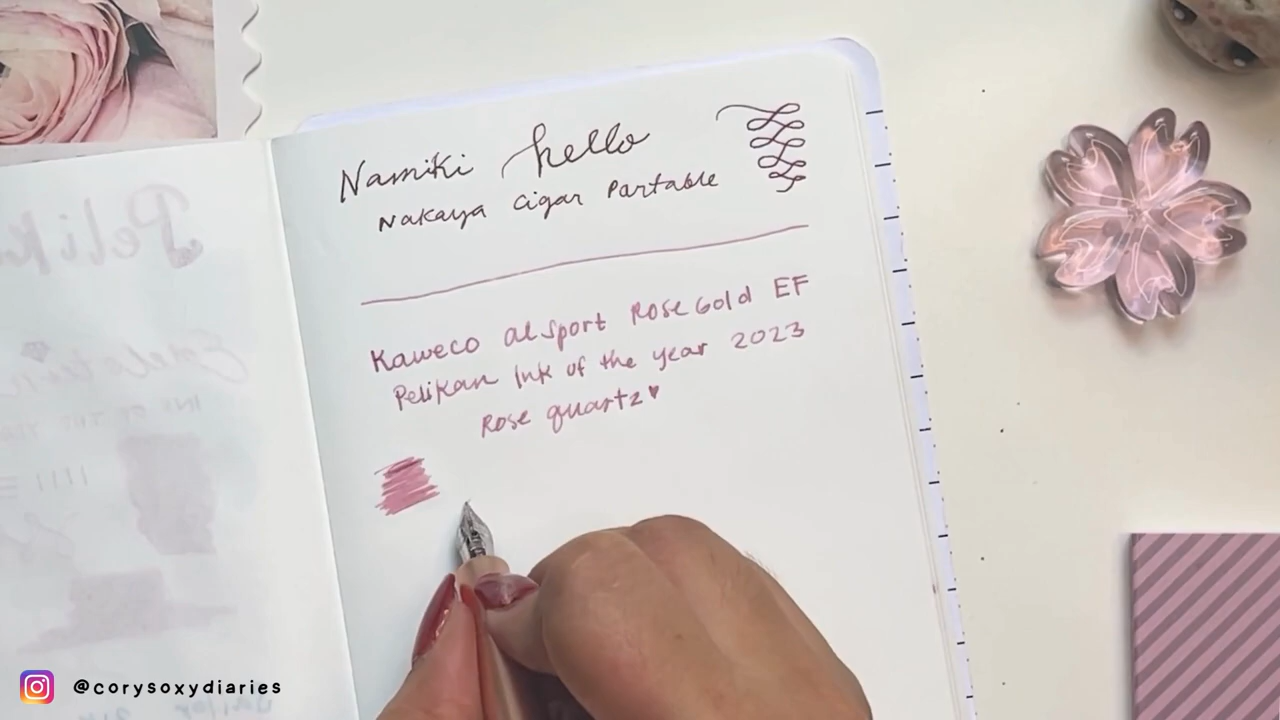 Namiki hello
Nakaya Cigar Partable
Kaweco al sport Rose Gold EF
Pelikan Ink of the year 2023
Rose quartz♥
Pelik
@corysoxydiaries